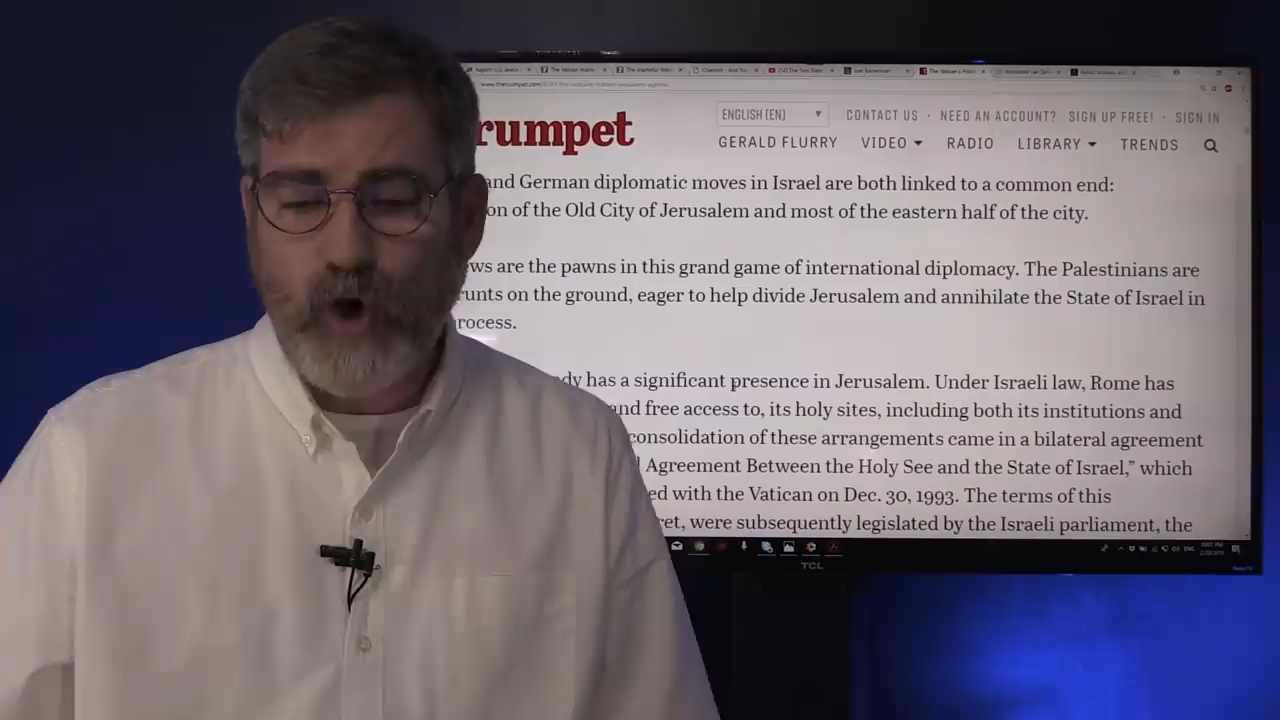 rumpet
ENGLISH (EN) ▼ CONTACT US · NEED AN ACCOUNT? SIGN UP FREE! · SIGN IN
GERALD FLURRY VIDEO RADIO LIBRARY TRENDS
and German diplomatic moves in Israel are both linked to a common end:
on of the Old City of Jerusalem and most of the eastern half of the city.
ews are the pawns in this grand game of international diplomacy. The Palestinians are
runts on the ground, eager to help divide Jerusalem and annihilate the State of Israel in
rocess.
dy has a significant presence in Jerusalem. Under Israeli law, Rome has
and free access to, its holy sites, including both its institutions and
consolidation of these arrangements came in a bilateral agreement
Agreement Between the Holy See and the State of Israel,” which
ed with the Vatican on Dec. 30, 1993. The terms of this
ret, were subsequently legislated by the Israeli parliament, the
TCL